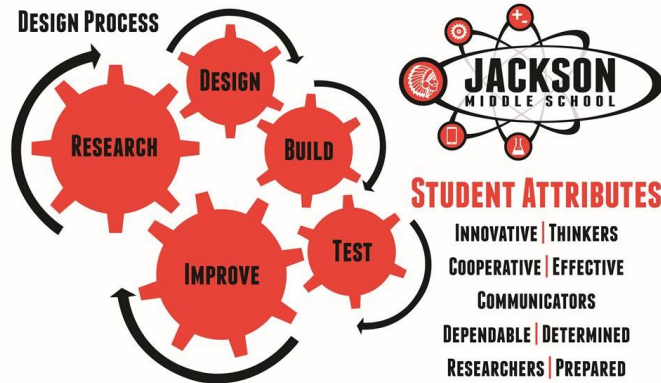 Design Process
Research
Design
Build
Test
Improve
Jackson
Middle School
Student Attributes
Innovative | Thinkers
Cooperative | Effective
Communicators
Dependable | Determined
Researchers | Prepared